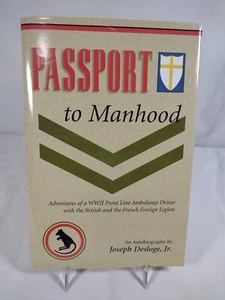 PASSPORT
to Manhood
Adventures of a WWII Front Line Ambulance Driver
with the British and the French Foreign Legion
An Autobiography by
Joseph Desloge, Jr.